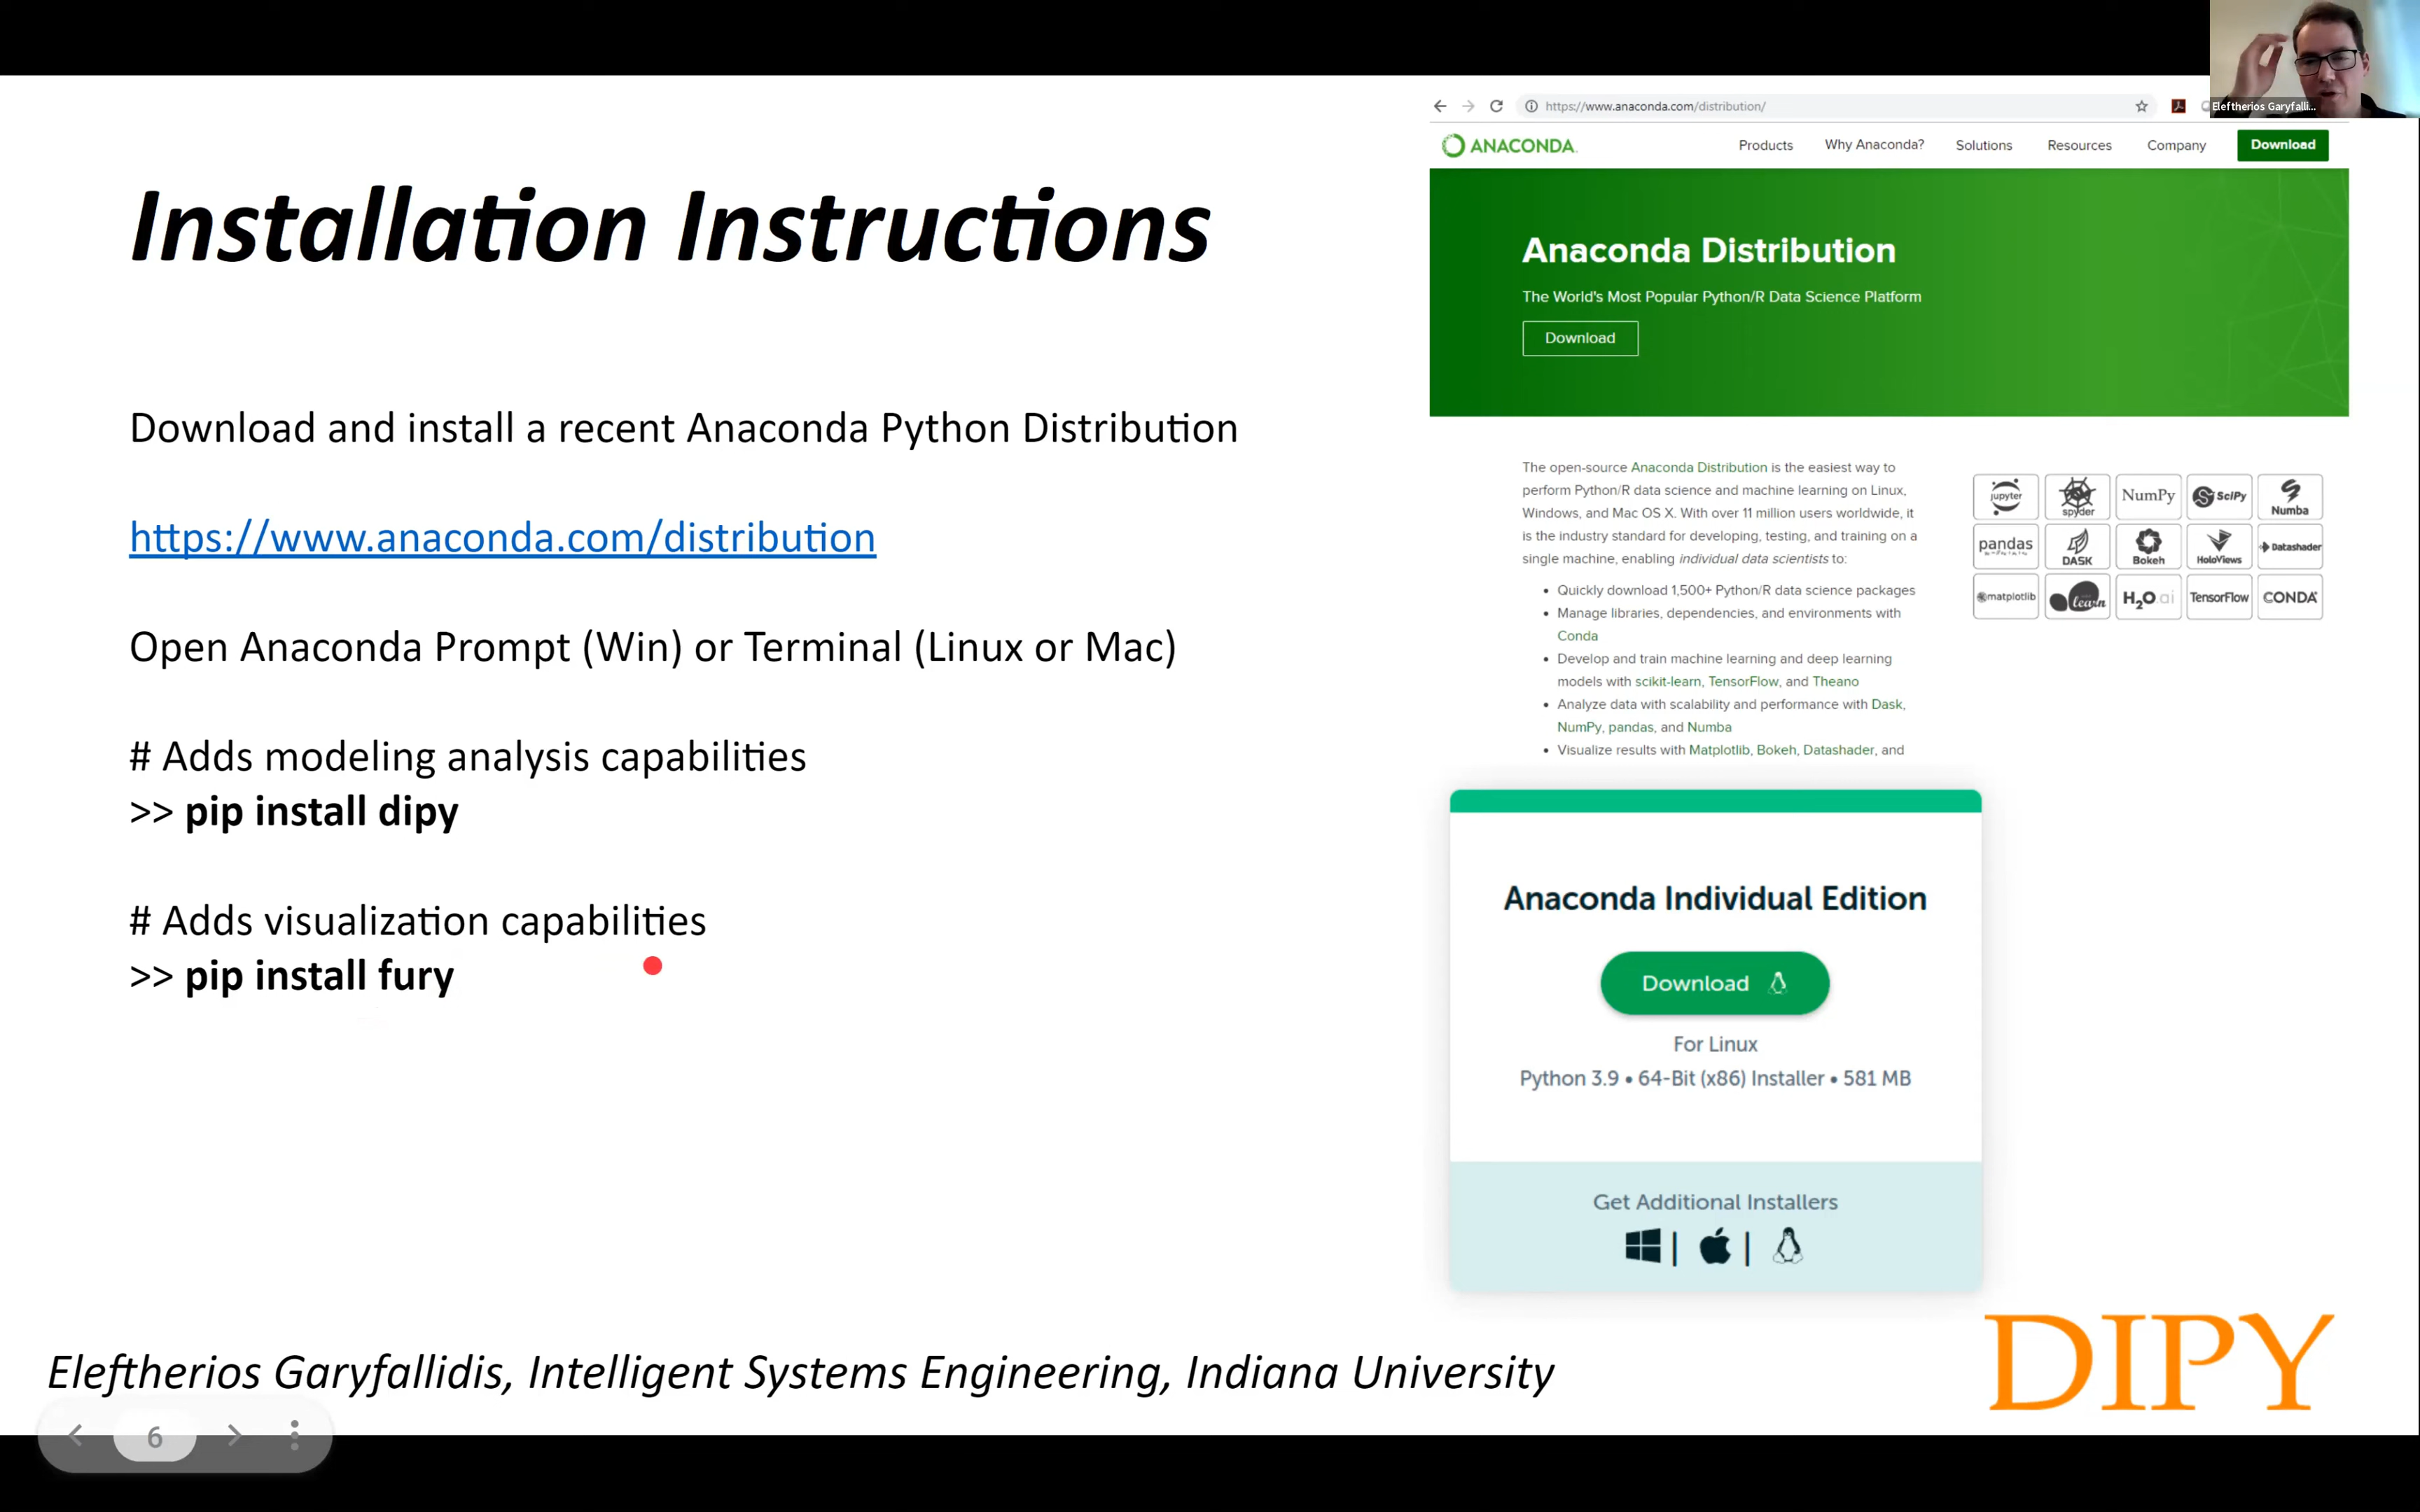 Eleftherios Garyfalli...
https://www.anaconda.com/distribution/
ANACONDA.
Products
Why Anaconda?
Solutions
Resources
Company
Download
Installation Instructions
Download and install a recent Anaconda Python Distribution
https://www.anaconda.com/distribution
Open Anaconda Prompt (Win) or Terminal (Linux or Mac)
# Adds modeling analysis capabilities
>> pip install dipy
# Adds visualization capabilities
>> pip install fury
Anaconda Distribution
The World's Most Popular Python/R Data Science Platform
Download
The open-source Anaconda Distribution is the easiest way to
perform Python/R data science and machine learning on Linux,
Windows, and Mac OS X. With over 11 million users worldwide, it
is the industry standard for developing, testing, and training on a
single machine, enabling individual data scientists to:
• Quickly download 1,500+ Python/R data science packages
• Manage libraries, dependencies, and environments with
Conda
• Develop and train machine learning and deep learning
models with scikit-learn, TensorFlow, and Theano
• Analyze data with scalability and performance with Dask,
NumPy, pandas, and Numba
• Visualize results with Matplotlib, Bokeh, Datashader, and
jupyter
spyder
NumPy
SciPy
Numba
pandas
DASK
Bokeh
HoloViews
Datashader
matplotlib
learn
H2O.ai
TensorFlow
CONDA
Anaconda Individual Edition
Download
For Linux
Python 3.9 • 64-Bit (x86) Installer • 581 MB
Get Additional Installers
Eleftherios Garyfallidis, Intelligent Systems Engineering, Indiana University
DIPY
6